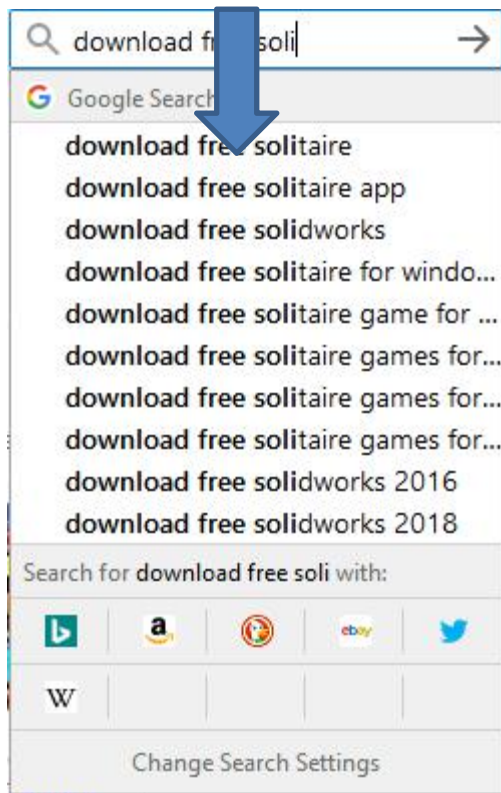 download free soli
Google Search
download free solitaire
download free solitaire app
download free solidworks
download free solitaire for windo...
download free solitaire game for ...
download free solitaire games for...
download free solitaire games for...
download free solitaire games for...
download free solidworks 2016
download free solidworks 2018
Search for download free soli with:
b a ebay
W
Change Search Settings